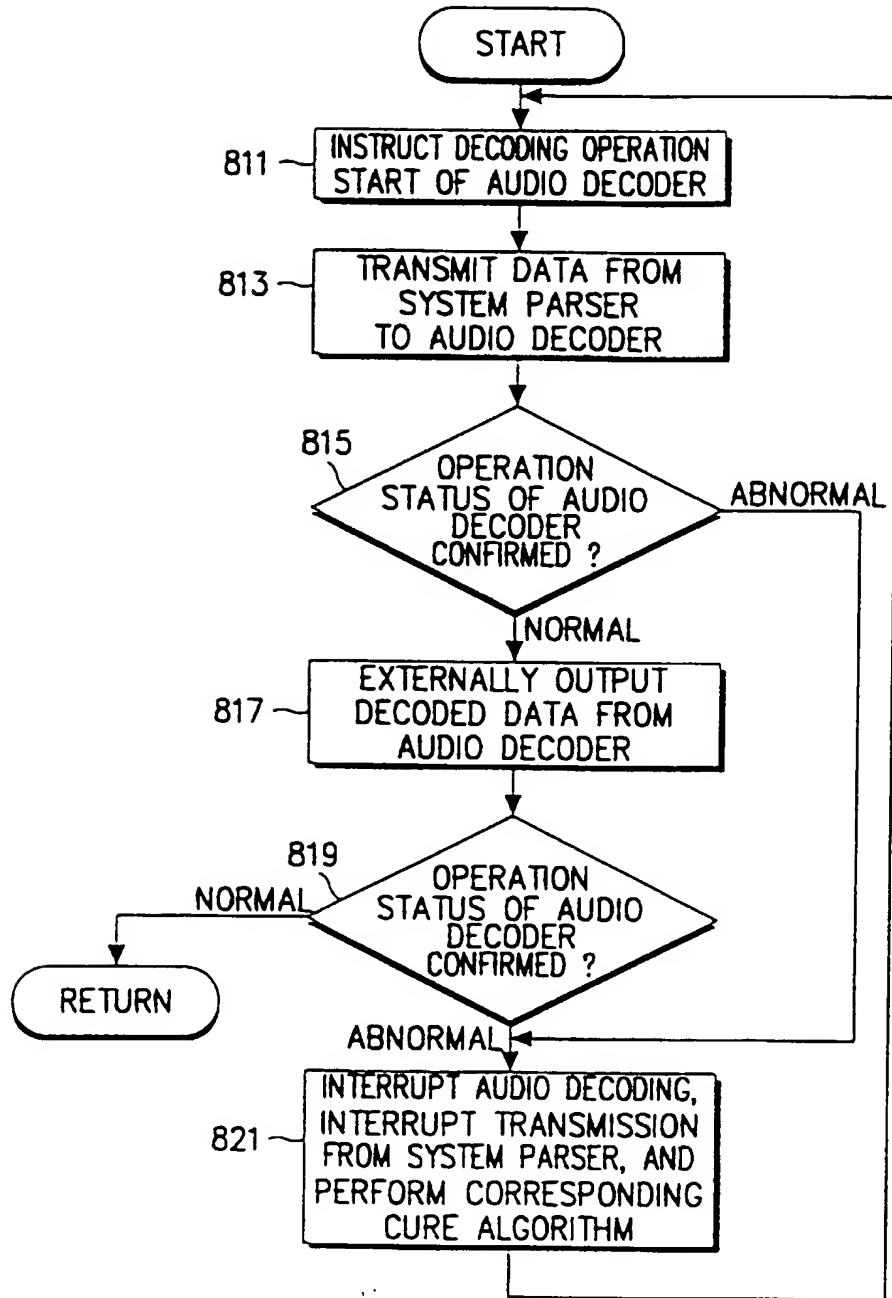 START
811
INSTRUCT DECODING OPERATION
START OF AUDIO DECODER
813
TRANSMIT DATA FROM
SYSTEM PARSER
TO AUDIO DECODER
815
OPERATION
STATUS OF AUDIO
DECODER
CONFIRMED ?
ABNORMAL
NORMAL
817
EXTERNALLY OUTPUT
DECODED DATA FROM
AUDIO DECODER
819
OPERATION
STATUS OF AUDIO
DECODER
CONFIRMED ?
NORMAL
RETURN
ABNORMAL
821
INTERRUPT AUDIO DECODING,
INTERRUPT TRANSMISSION
FROM SYSTEM PARSER, AND
PERFORM CORRESPONDING
CURE ALGORITHM